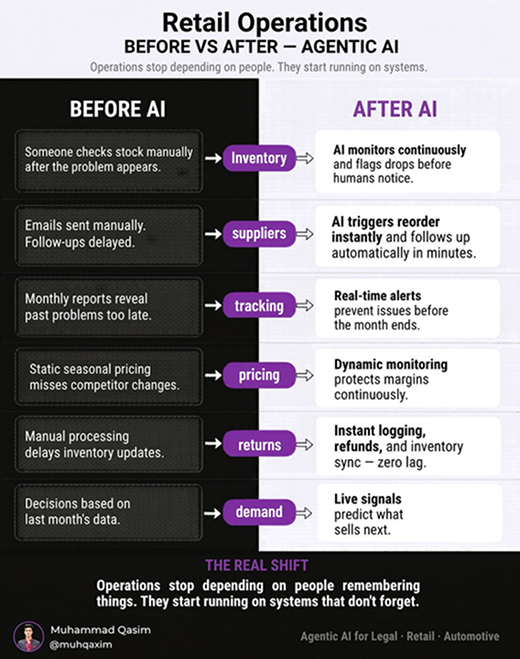 Retail Operations
BEFORE VS AFTER — AGENTIC AI
Operations stop depending on people. They start running on systems.
BEFORE AI
AFTER AI
Someone checks stock manually
after the problem appears.
Inventory
AI monitors continuously
and flags drops before
humans notice.
Emails sent manually.
Follow-ups delayed.
suppliers
AI triggers reorder
instantly and follows up
automatically in minutes.
Monthly reports reveal
past problems too late.
tracking
Real-time alerts
prevent issues before
the month ends.
Static seasonal pricing
misses competitor changes.
pricing
Dynamic monitoring
protects margins
continuously.
Manual processing
delays inventory updates.
returns
Instant logging,
refunds, and inventory
sync — zero lag.
Decisions based on
last month's data.
demand
Live signals
predict what
sells next.
THE REAL SHIFT
Operations stop depending on people remembering
things. They start running on systems that don't forget.
Muhammad Qasim
@muhqaxim
Agentic AI for Legal · Retail · Automotive